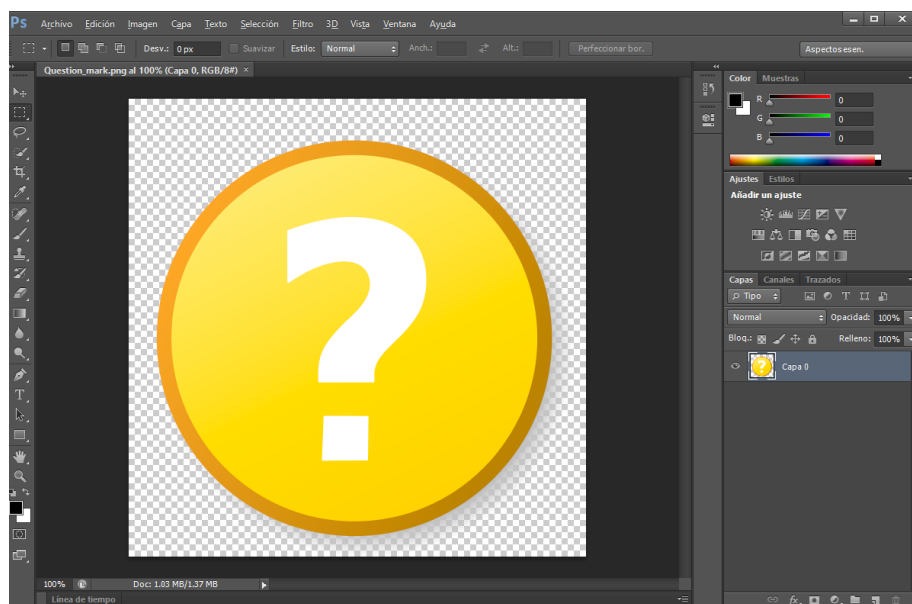 Ps Archivo Edición Imagen Capa Texto Selección Filtro 3D Vista Ventana Ayuda
Desv.: 0 px Suavizar Estilo: Normal Anch.: Alt.: Perfeccionar bor. Aspectos esen.
Question_mark.png al 100% (Capa 0, RGB/8#) ×
Color Muestras
R 0
G 0
B 0
Ajustes Estilos
Añadir un ajuste
?
Capas Canales Trazados
Tipo
Normal Opacidad: 100%
Bloq.: Relleno: 100%
Capa 0
100% Doc: 1.03 MB/1.37 MB
Línea de tiempo
fx